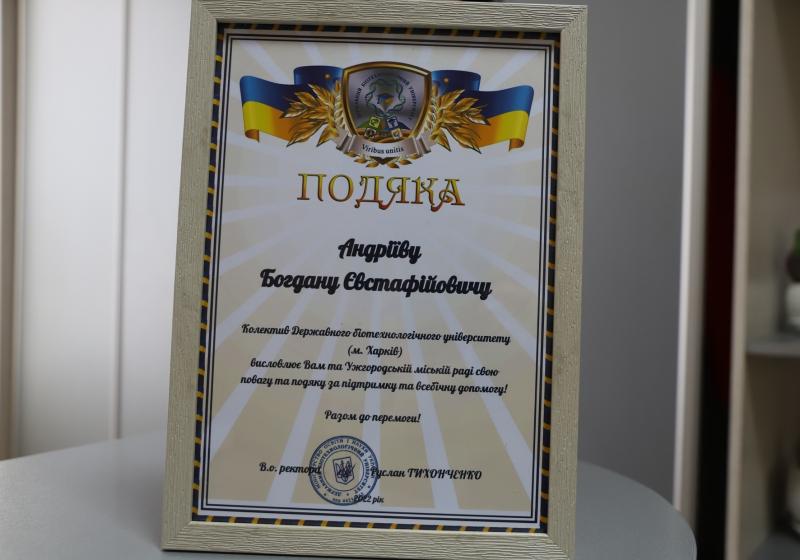 Viribus unitis
ПОДЯКА
Андріїву
Богдану Євстафійовичу
Колектив Державного біотехнологічного університету
(м. Харків)
висловлює Вам та Ужгородській міській раді свою
повагу та подяку за підтримку та всебічну допомогу!
Разом до перемоги!
В.о. ректора Руслан ТИХОНЧЕНКО
2022 рік